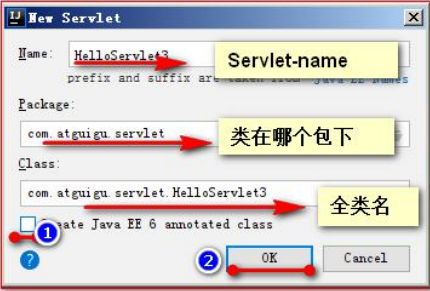 New Servlet
Name: HelloServlet3 Servlet-name
prefix and suffix are taken from Java EE Names
Package:
com.atguigu.servlet 类在哪个包下
Class:
com.atguigu.servlet.HelloServlet3 全类名
Create Java EE 6 annotated class
1
? 2 OK Cancel